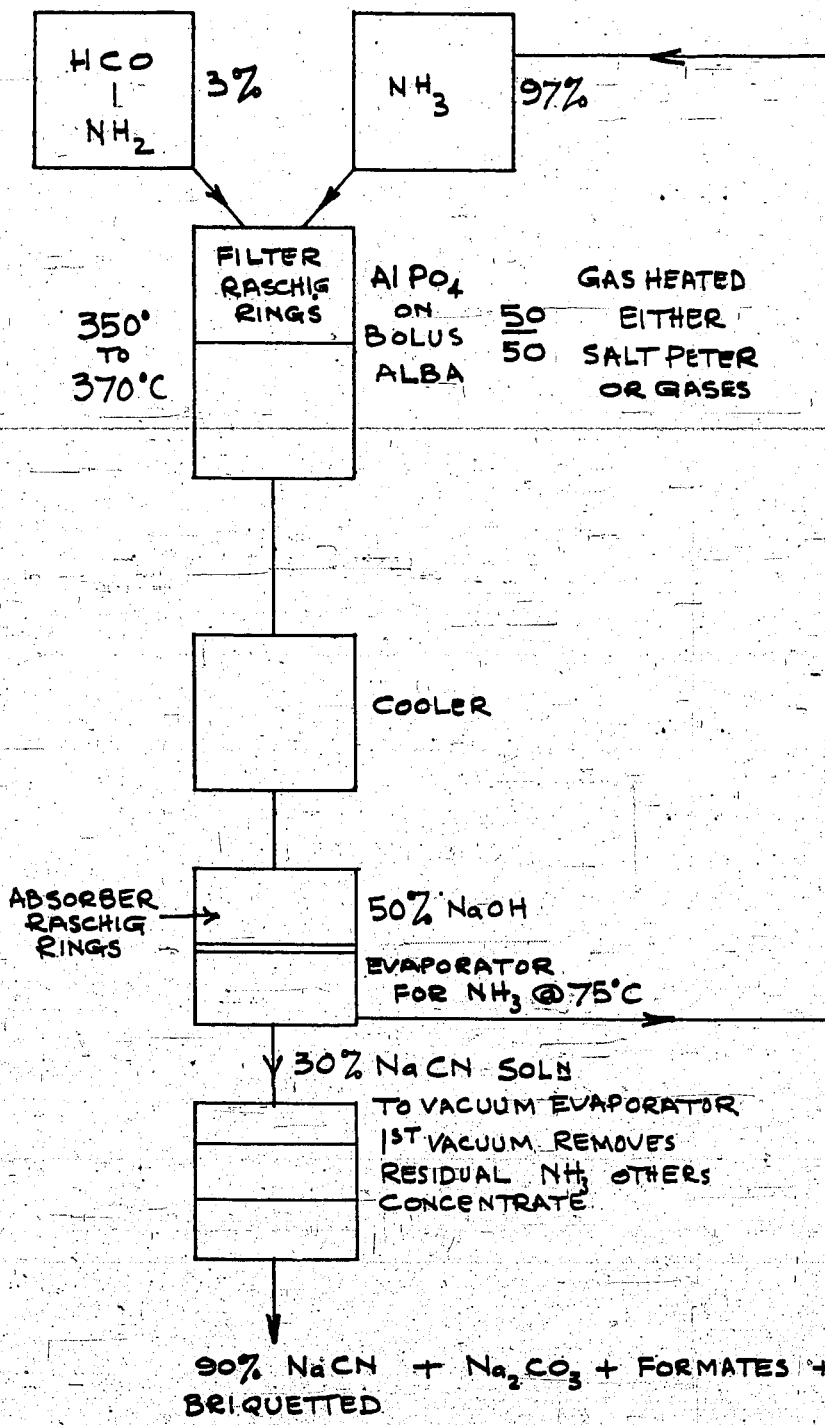 HCO
|
NH₂
3%
NH₃
97%
FILTER
RASCHIG
RINGS
350°
TO
370°C
AlPO₄
ON
BOLUS
ALBA
50
50
GAS HEATED
EITHER
SALT PETER
OR GASES
COOLER
ABSORBER
RASCHIG
RINGS
50% NaOH
EVAPORATOR
FOR NH₃ @ 75°C
30% NaCN SOLN
TO VACUUM EVAPORATOR
1ST VACUUM REMOVES
RESIDUAL NH₃ OTHERS
CONCENTRATE
90% NaCN + Na₂CO₃ + FORMATES +
BRIQUETTED